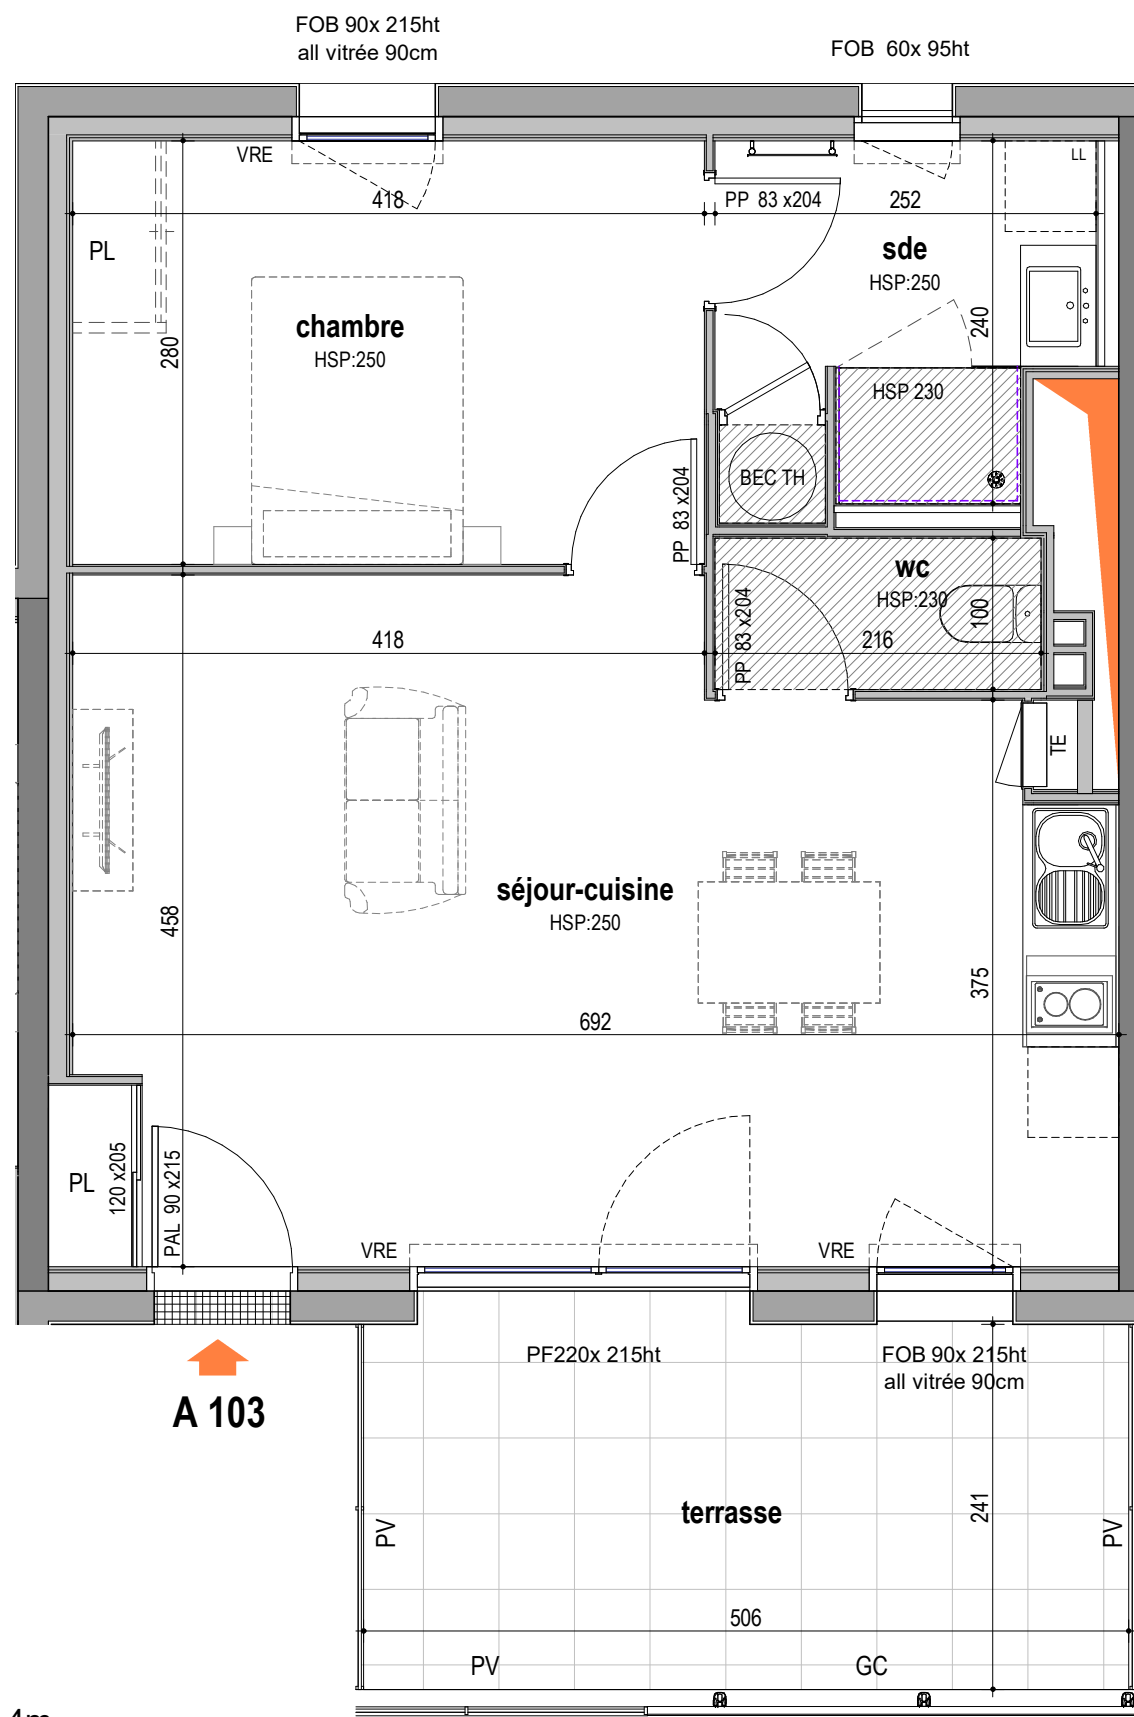 FOB 90x 215ht
all vitrée 90cm
FOB  60x 95ht
VRE
LL
418
PP  83 x204
252
PL
sde
HSP:250
chambre
HSP:250
280
240
HSP 230
BEC TH
PP  83 x204
wc
HSP:230
100
PP  83 x204
418
216
TE
séjour-cuisine
HSP:250
458
375
692
PL
120 x205
PAL  90 x215
VRE
VRE
PF220x 215ht
FOB 90x 215ht
all vitrée 90cm
A 103
terrasse
241
PV
PV
506
PV
GC